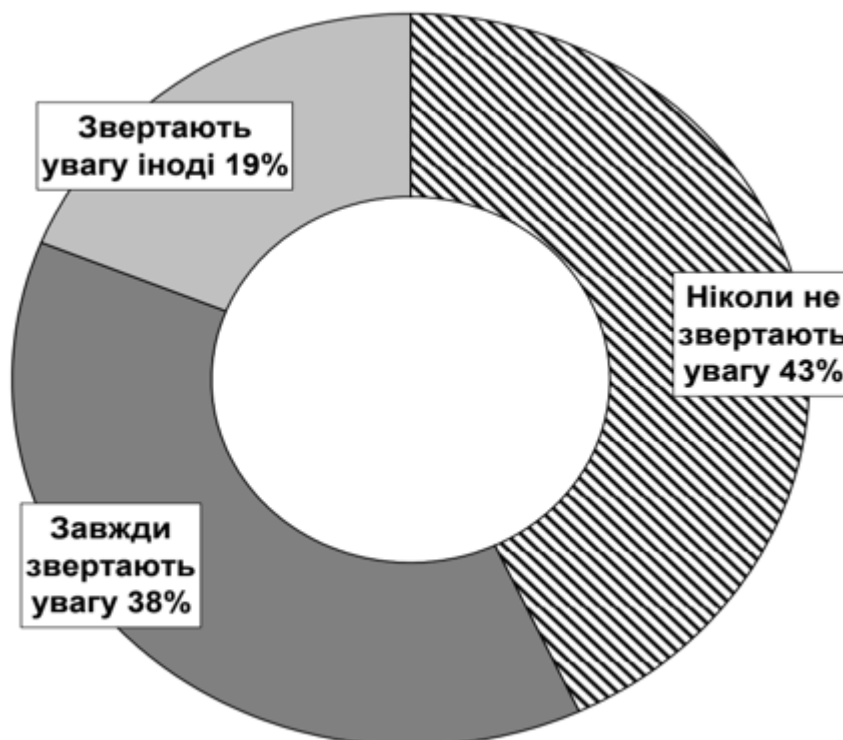 Звертають
увагу іноді 19%
Ніколи не
звертають
увагу 43%
Завжди
звертають
увагу 38%